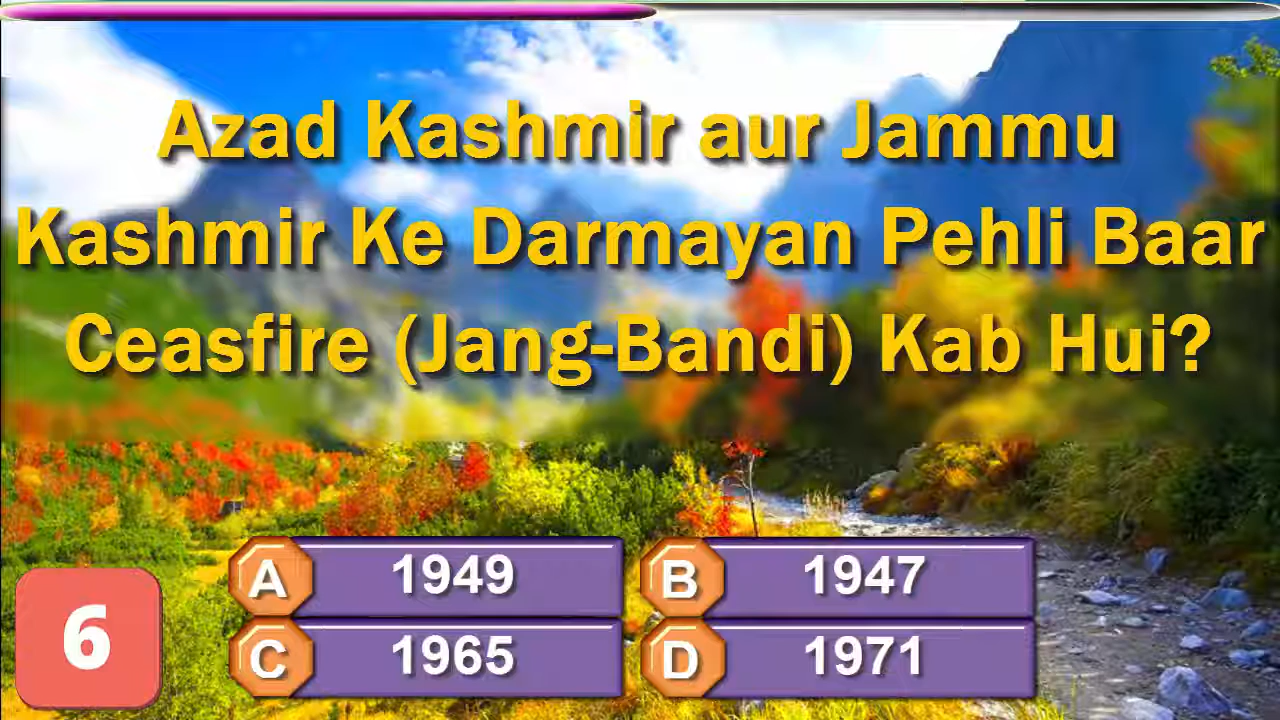 Azad Kashmir aur Jammu
Kashmir Ke Darmayan Pehli Baar
Ceasfire (Jang-Bandi) Kab Hui?
A 1949
B 1947
C 1965
D 1971
6